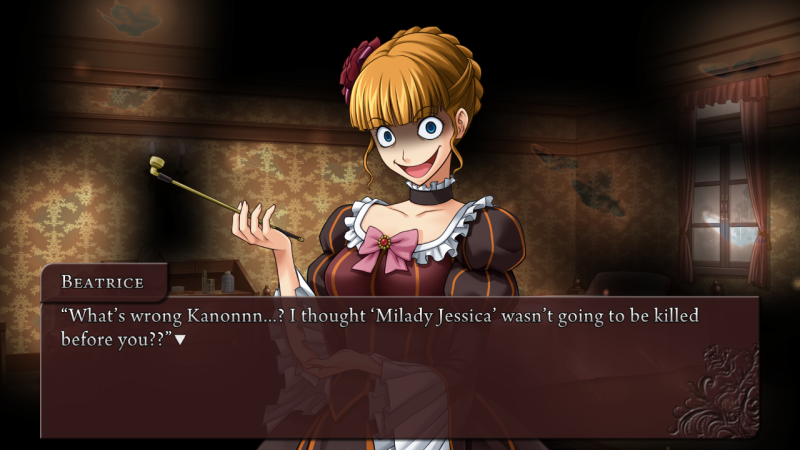 Beatrice
“What’s wrong Kanonnn...? I thought ‘Milady Jessica’ wasn’t going to be killed
before you??”